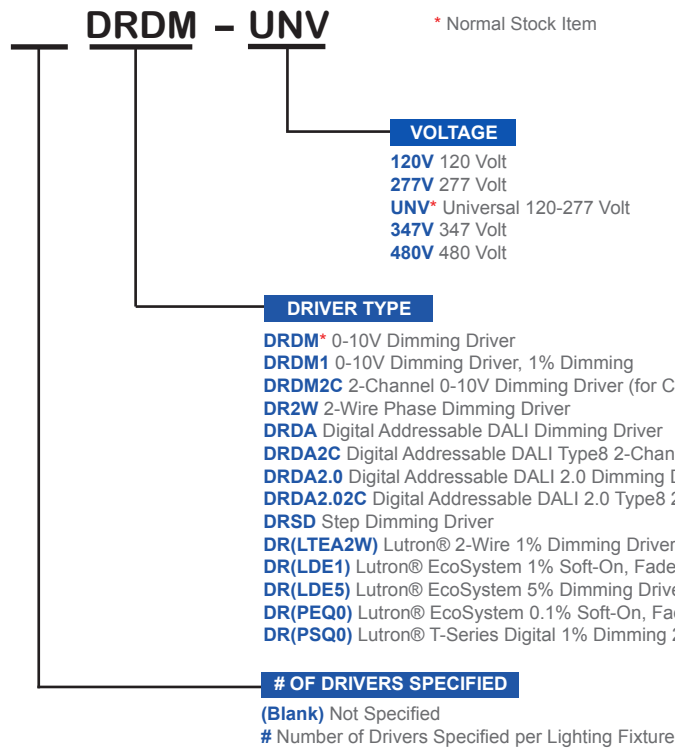 DRDM – UNV
* Normal Stock Item
VOLTAGE
120V 120 Volt
277V 277 Volt
UNV* Universal 120-277 Volt
347V 347 Volt
480V 480 Volt
DRIVER TYPE
DRDM* 0-10V Dimming Driver
DRDM1 0-10V Dimming Driver, 1% Dimming
DRDM2C 2-Channel 0-10V Dimming Driver (for
DR2W 2-Wire Phase Dimming Driver
DRDA Digital Addressable DALI Dimming Driver
DRDA2C Digital Addressable DALI Type8
DRDA2.0 Digital Addressable DALI 2.0 Dimming
DRDA2.02C Digital Addressable DALI 2.0 Type8
DRSD Step Dimming Driver
DR(LTEA2W) Lutron® 2-Wire 1% Dimming Driver
DR(LDE1) Lutron® EcoSystem 1% Soft-On, Fade
DR(LDE5) Lutron® EcoSystem 5% Dimming
DR(PEQ0) Lutron® EcoSystem 0.1% Soft-On,
DR(PSQ0) Lutron® T-Series Digital 1% Dimming
# OF DRIVERS SPECIFIED
(Blank) Not Specified
# Number of Drivers Specified per Lighting Fixture